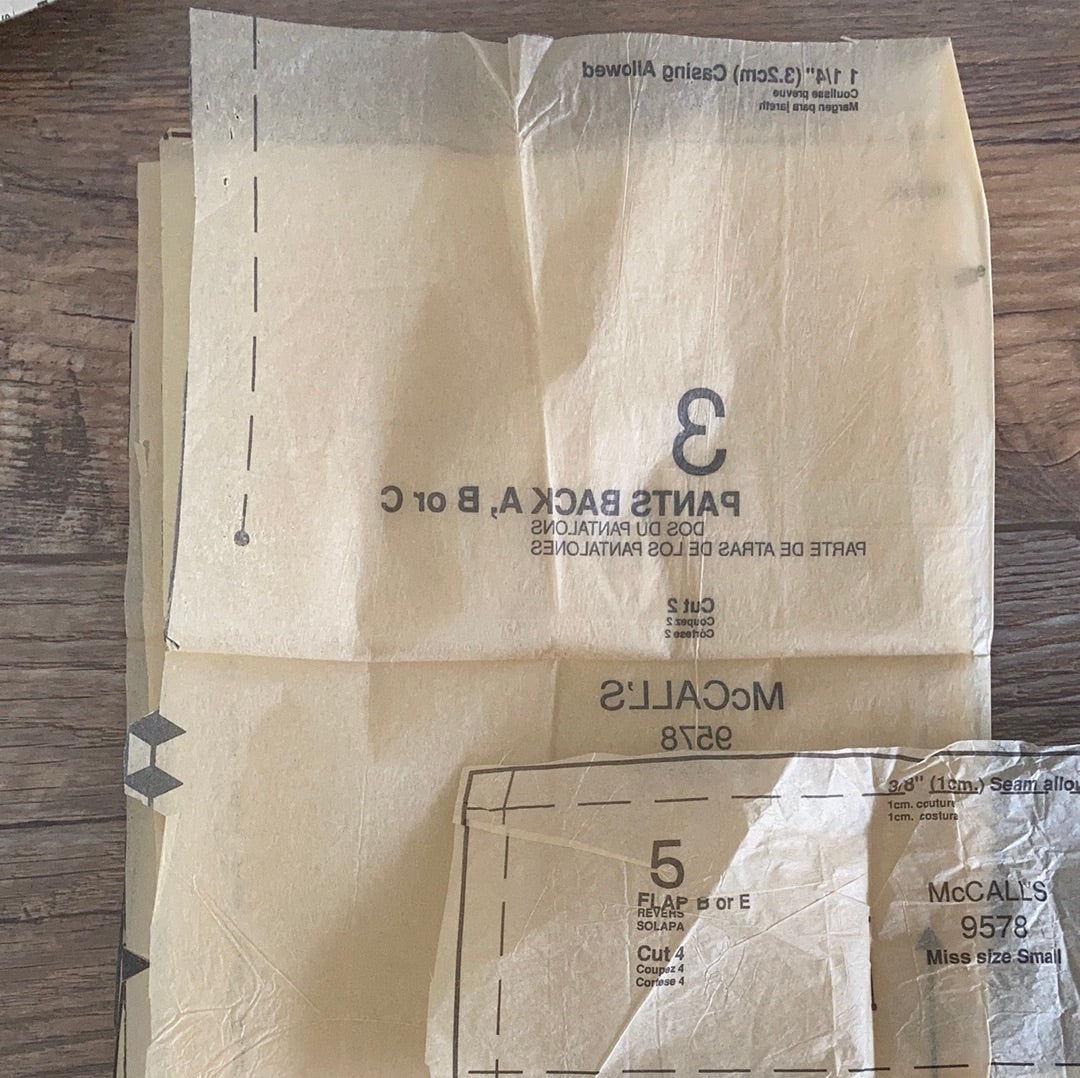 1 1/4" (3.2cm) Casing Allowed
Coulisse prevue
Margen para jareth
3
PANTS BACK A, B or C
DOS DU PANTALONS
PARTE DE ATRAS DE LOS PANTALONES
Cut 2
Coupez 2
Córtese 2
McCALL'S
9578
3/8" (1cm.) Seam allow
1cm. couture
1cm. costura
5
FLAP B or E
REVERS
SOLAPA
Cut 4
Coupez 4
Córtese 4
McCALL'S
9578
Miss size Small